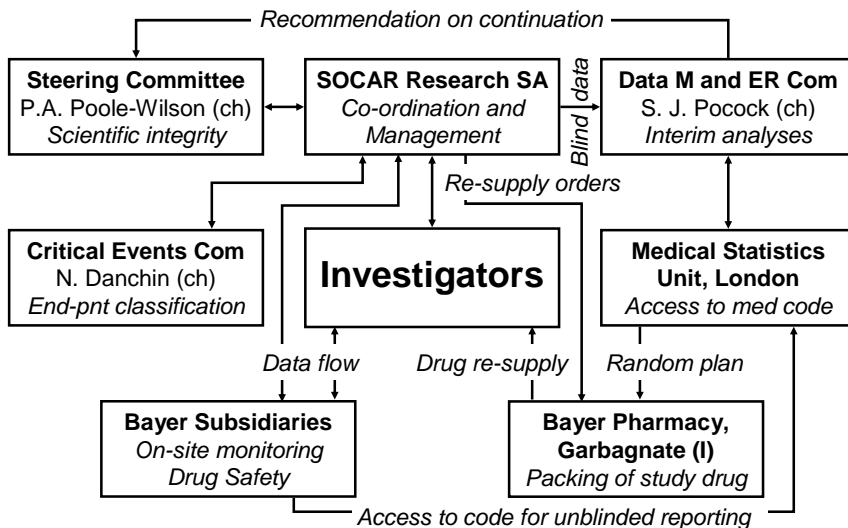 Recommendation on continuation
Steering Committee
P.A. Poole-Wilson (ch)
Scientific integrity
SOCAR Research SA
Co-ordination and
Management
Blind data
Data M and ER Com
S. J. Pocock (ch)
Interim analyses
Re-supply orders
Critical Events Com
N. Danchin (ch)
End-pnt classification
Investigators
Medical Statistics
Unit, London
Access to med code
Data flow
Drug re-supply
Random plan
Bayer Subsidiaries
On-site monitoring
Drug Safety
Bayer Pharmacy,
Garbagnate (I)
Packing of study drug
Access to code for unblinded reporting